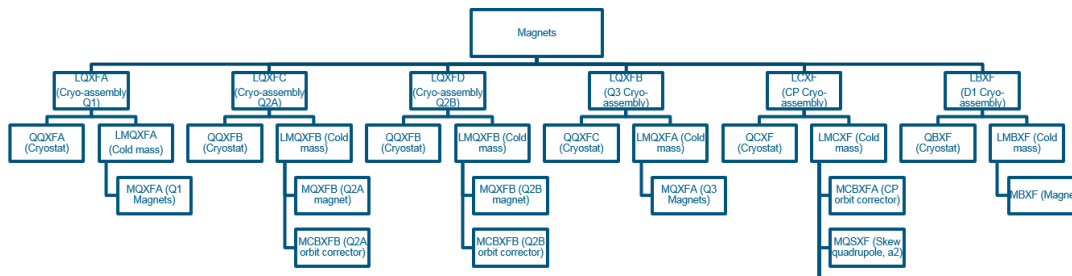 Magnets
LQXFA
(Cryo-assembly
Q1)
LQXFC
(Cryo-assembly
Q2A)
LQXFD
(Cryo-assembly
Q2B)
LQXFB
(Q3 Cryo-
assembly)
LCXF
(CP Cryo-
assembly)
LBXF
(D1 Cryo-
assembly)
QQXFA
(Cryostat)
LMQXFA
(Cold mass)
QQXFB
(Cryostat)
LMQXFB (Cold
mass)
QQXFB
(Cryostat)
LMQXFB (Cold
mass)
QQXFC
(Cryostat)
LMQXFA (Cold
mass)
QCXF
(Cryostat)
LMCXF (Cold
mass)
QBXF
(Cryostat)
LMBXF (Cold
mass)
MQXFA (Q1
Magnets)
MQXFB (Q2A
magnet)
MQXFB (Q2B
magnet)
MQXFA (Q3
Magnets)
MCBXFA (CP
orbit corrector)
MBXF (Magne
MCBXFB (Q2A
orbit corrector)
MCBXFB (Q2B
orbit corrector)
MQSXF (Skew
quadrupole, a2)